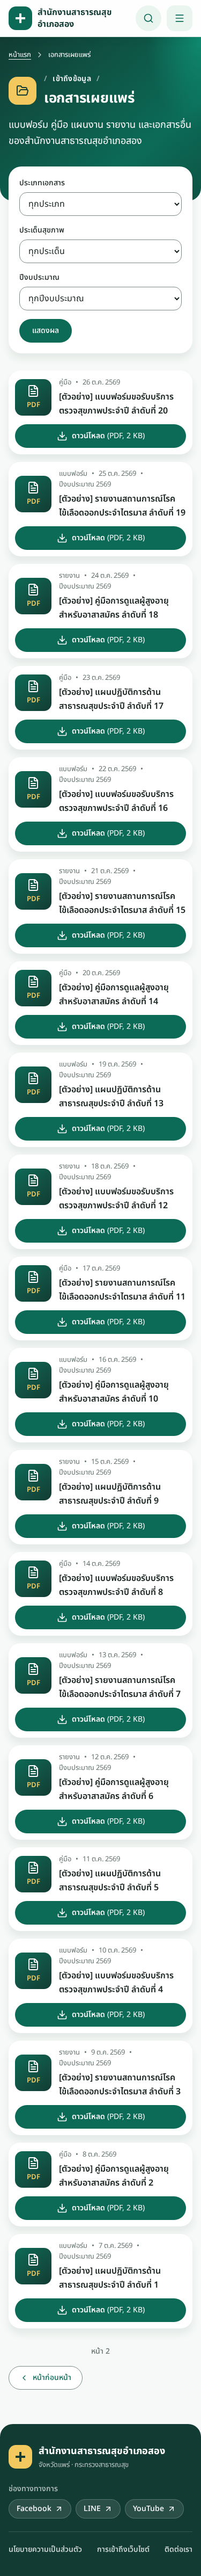 สำนักงานสาธารณสุข
อำเภอสอง
หน้าแรก > เอกสารเผยแพร่
/ เข้าถึงข้อมูล /
เอกสารเผยแพร่
แบบฟอร์ม คู่มือ แผนงาน รายงาน และเอกสารอื่น
ของสำนักงานสาธารณสุขอำเภอสอง
ประเภทเอกสาร
ทุกประเภท
ประเด็นสุขภาพ
ทุกประเด็น
ปีงบประมาณ
ทุกปีงบประมาณ
แสดงผล
คู่มือ • 26 ต.ค. 2569
PDF
[ตัวอย่าง] แบบฟอร์มขอรับบริการ
ตรวจสุขภาพประจำปี ลำดับที่ 20
ดาวน์โหลด (PDF, 2 KB)
แบบฟอร์ม • 25 ต.ค. 2569 •
ปีงบประมาณ 2569
PDF
[ตัวอย่าง] รายงานสถานการณ์โรค
ไข้เลือดออกประจำไตรมาส ลำดับที่ 19
ดาวน์โหลด (PDF, 2 KB)
รายงาน • 24 ต.ค. 2569 •
ปีงบประมาณ 2569
PDF
[ตัวอย่าง] คู่มือการดูแลผู้สูงอายุ
สำหรับอาสาสมัคร ลำดับที่ 18
ดาวน์โหลด (PDF, 2 KB)
คู่มือ • 23 ต.ค. 2569
PDF
[ตัวอย่าง] แผนปฏิบัติการด้าน
สาธารณสุขประจำปี ลำดับที่ 17
ดาวน์โหลด (PDF, 2 KB)
แบบฟอร์ม • 22 ต.ค. 2569 •
ปีงบประมาณ 2569
PDF
[ตัวอย่าง] แบบฟอร์มขอรับบริการ
ตรวจสุขภาพประจำปี ลำดับที่ 16
ดาวน์โหลด (PDF, 2 KB)
รายงาน • 21 ต.ค. 2569 •
ปีงบประมาณ 2569
PDF
[ตัวอย่าง] รายงานสถานการณ์โรค
ไข้เลือดออกประจำไตรมาส ลำดับที่ 15
ดาวน์โหลด (PDF, 2 KB)
คู่มือ • 20 ต.ค. 2569
PDF
[ตัวอย่าง] คู่มือการดูแลผู้สูงอายุ
สำหรับอาสาสมัคร ลำดับที่ 14
ดาวน์โหลด (PDF, 2 KB)
แบบฟอร์ม • 19 ต.ค. 2569 •
ปีงบประมาณ 2569
PDF
[ตัวอย่าง] แผนปฏิบัติการด้าน
สาธารณสุขประจำปี ลำดับที่ 13
ดาวน์โหลด (PDF, 2 KB)
รายงาน • 18 ต.ค. 2569 •
ปีงบประมาณ 2569
PDF
[ตัวอย่าง] แบบฟอร์มขอรับบริการ
ตรวจสุขภาพประจำปี ลำดับที่ 12
ดาวน์โหลด (PDF, 2 KB)
คู่มือ • 17 ต.ค. 2569
PDF
[ตัวอย่าง] รายงานสถานการณ์โรค
ไข้เลือดออกประจำไตรมาส ลำดับที่ 11
ดาวน์โหลด (PDF, 2 KB)
แบบฟอร์ม • 16 ต.ค. 2569 •
ปีงบประมาณ 2569
PDF
[ตัวอย่าง] คู่มือการดูแลผู้สูงอายุ
สำหรับอาสาสมัคร ลำดับที่ 10
ดาวน์โหลด (PDF, 2 KB)
รายงาน • 15 ต.ค. 2569 •
ปีงบประมาณ 2569
PDF
[ตัวอย่าง] แผนปฏิบัติการด้าน
สาธารณสุขประจำปี ลำดับที่ 9
ดาวน์โหลด (PDF, 2 KB)
คู่มือ • 14 ต.ค. 2569
PDF
[ตัวอย่าง] แบบฟอร์มขอรับบริการ
ตรวจสุขภาพประจำปี ลำดับที่ 8
ดาวน์โหลด (PDF, 2 KB)
แบบฟอร์ม • 13 ต.ค. 2569 •
ปีงบประมาณ 2569
PDF
[ตัวอย่าง] รายงานสถานการณ์โรค
ไข้เลือดออกประจำไตรมาส ลำดับที่ 7
ดาวน์โหลด (PDF, 2 KB)
รายงาน • 12 ต.ค. 2569 •
ปีงบประมาณ 2569
PDF
[ตัวอย่าง] คู่มือการดูแลผู้สูงอายุ
สำหรับอาสาสมัคร ลำดับที่ 6
ดาวน์โหลด (PDF, 2 KB)
คู่มือ • 11 ต.ค. 2569
PDF
[ตัวอย่าง] แผนปฏิบัติการด้าน
สาธารณสุขประจำปี ลำดับที่ 5
ดาวน์โหลด (PDF, 2 KB)
แบบฟอร์ม • 10 ต.ค. 2569 •
ปีงบประมาณ 2569
PDF
[ตัวอย่าง] แบบฟอร์มขอรับบริการ
ตรวจสุขภาพประจำปี ลำดับที่ 4
ดาวน์โหลด (PDF, 2 KB)
รายงาน • 9 ต.ค. 2569 •
ปีงบประมาณ 2569
PDF
[ตัวอย่าง] รายงานสถานการณ์โรค
ไข้เลือดออกประจำไตรมาส ลำดับที่ 3
ดาวน์โหลด (PDF, 2 KB)
คู่มือ • 8 ต.ค. 2569
PDF
[ตัวอย่าง] คู่มือการดูแลผู้สูงอายุ
สำหรับอาสาสมัคร ลำดับที่ 2
ดาวน์โหลด (PDF, 2 KB)
แบบฟอร์ม • 7 ต.ค. 2569 •
ปีงบประมาณ 2569
PDF
[ตัวอย่าง] แผนปฏิบัติการด้าน
สาธารณสุขประจำปี ลำดับที่ 1
ดาวน์โหลด (PDF, 2 KB)
หน้า 2
หน้าก่อนหน้า
สำนักงานสาธารณสุขอำเภอสอง
จังหวัดแพร่ · กระทรวงสาธารณสุข
ช่องทางทางการ
Facebook LINE YouTube
นโยบายความเป็นส่วนตัว การเข้าถึงเว็บไซต์ ติดต่อเรา